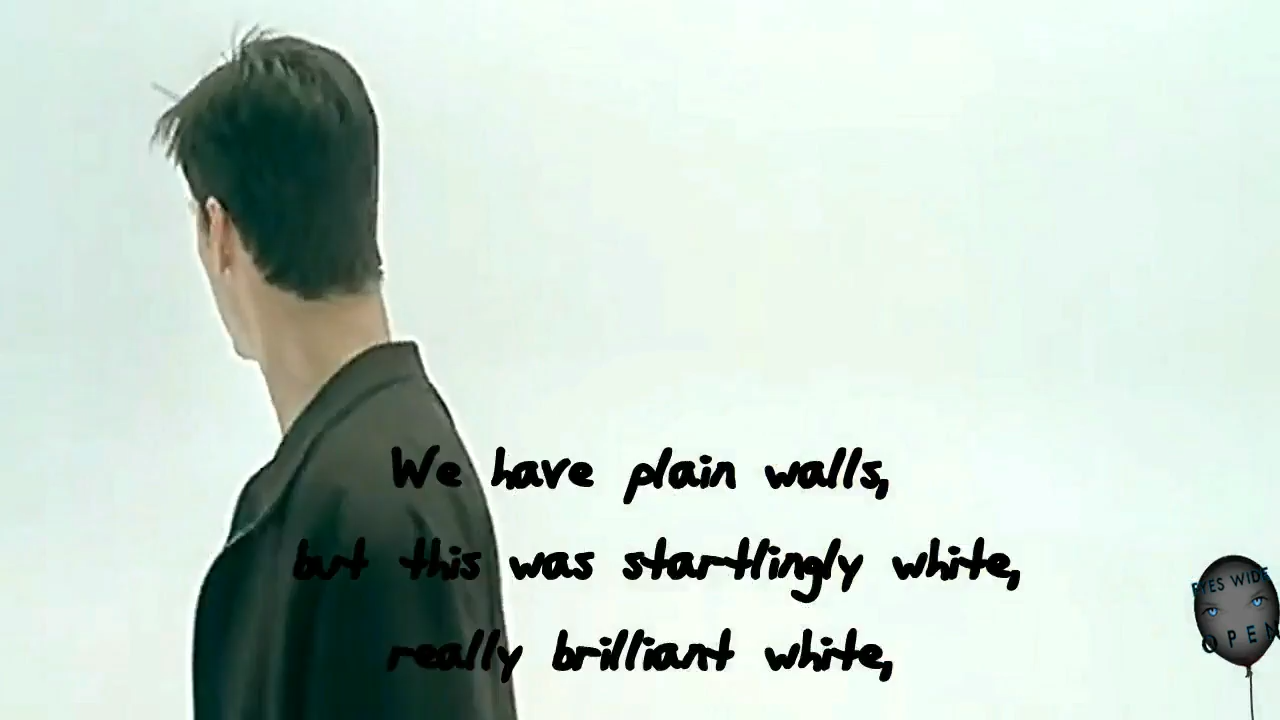 We have plain walls,
but this was startlingly white,
really brilliant white,
EYES WIDE
OPEN